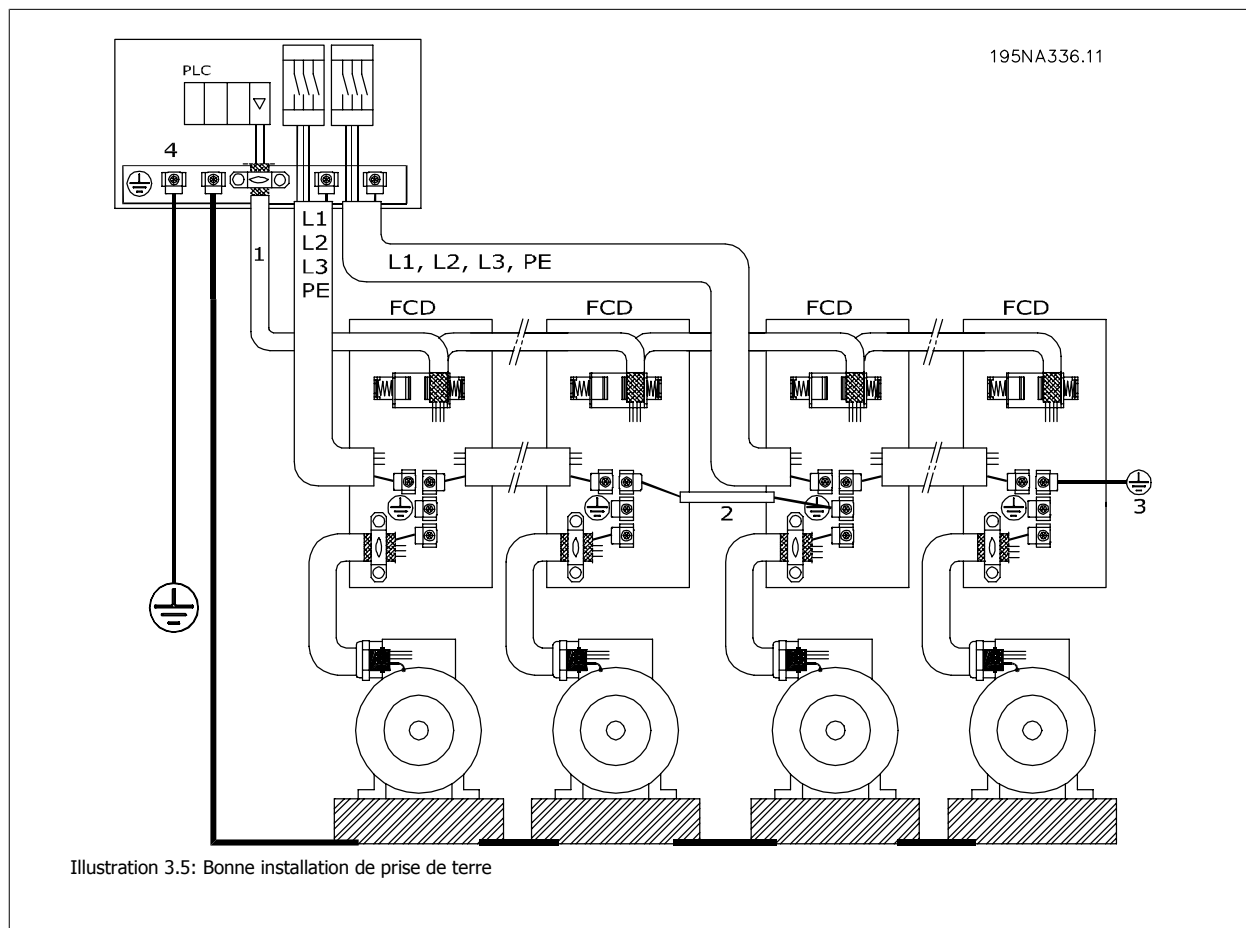 195NA336.11
PLC
4
1
L1
L2
L3
PE
L1, L2, L3, PE
FCD
FCD
FCD
FCD
2
3
Illustration 3.5: Bonne installation de prise de terre